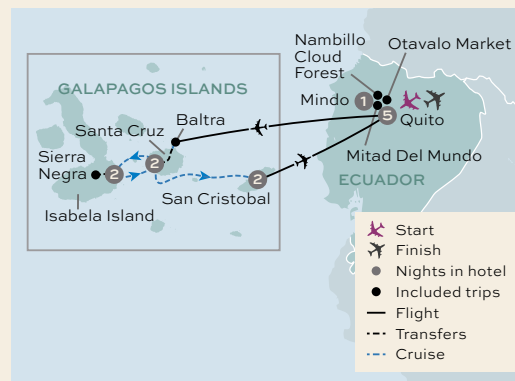 Nambillo
Cloud
Forest
Otavalo Market
Mindo
1
5
Quito
Mitad Del Mundo
ECUADOR
GALAPAGOS ISLANDS
Santa Cruz
Baltra
Sierra
Negra
2
2
Isabela Island
San Cristobal
2
Start
Finish
Nights in hotel
Included trips
Flight
Transfers
Cruise